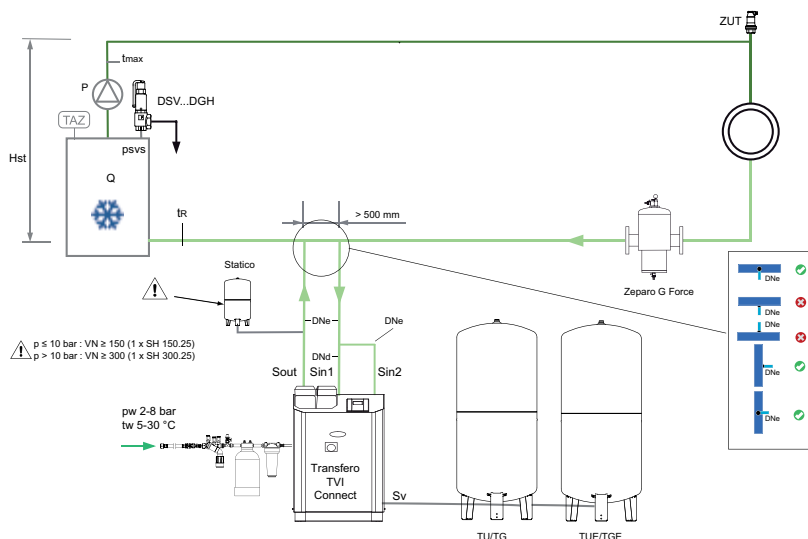 ZUT
tmax
P
DSV...DGH
TAZ
psvs
Hst
Q
tR
> 500 mm
Statico
Zeparo G Force
DNe
DNe
DNe
DNe
DNe
DNe
DNe
DNd
p ≤ 10 bar : VN ≥ 150 (1 x SH 150.25)
p > 10 bar : VN ≥ 300 (1 x SH 300.25)
Sout
Sin1
Sin2
pw 2-8 bar
tw 5-30 °C
Transfero
TVI
Connect
Sv
TU/TG
TUE/TGE